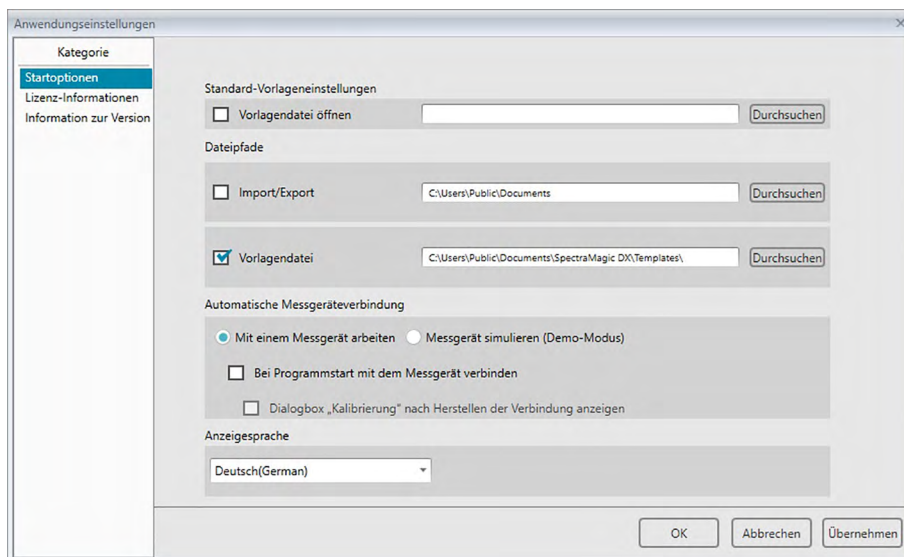 Anwendungseinstellungen
Kategorie
Startoptionen
Lizenz-Informationen
Information zur Version
Standard-Vorlageneinstellungen
Vorlagendatei öffnen Durchsuchen
Dateipfade
Import/Export C:\Users\Public\Documents Durchsuchen
Vorlagendatei C:\Users\Public\Documents\SpectraMagic DX\Templates\ Durchsuchen
Automatische Messgeräteverbindung
Mit einem Messgerät arbeiten Messgerät simulieren (Demo-Modus)
Bei Programmstart mit dem Messgerät verbinden
Dialogbox „Kalibrierung" nach Herstellen der Verbindung anzeigen
Anzeigesprache
Deutsch(German)
OK Abbrechen Übernehmen